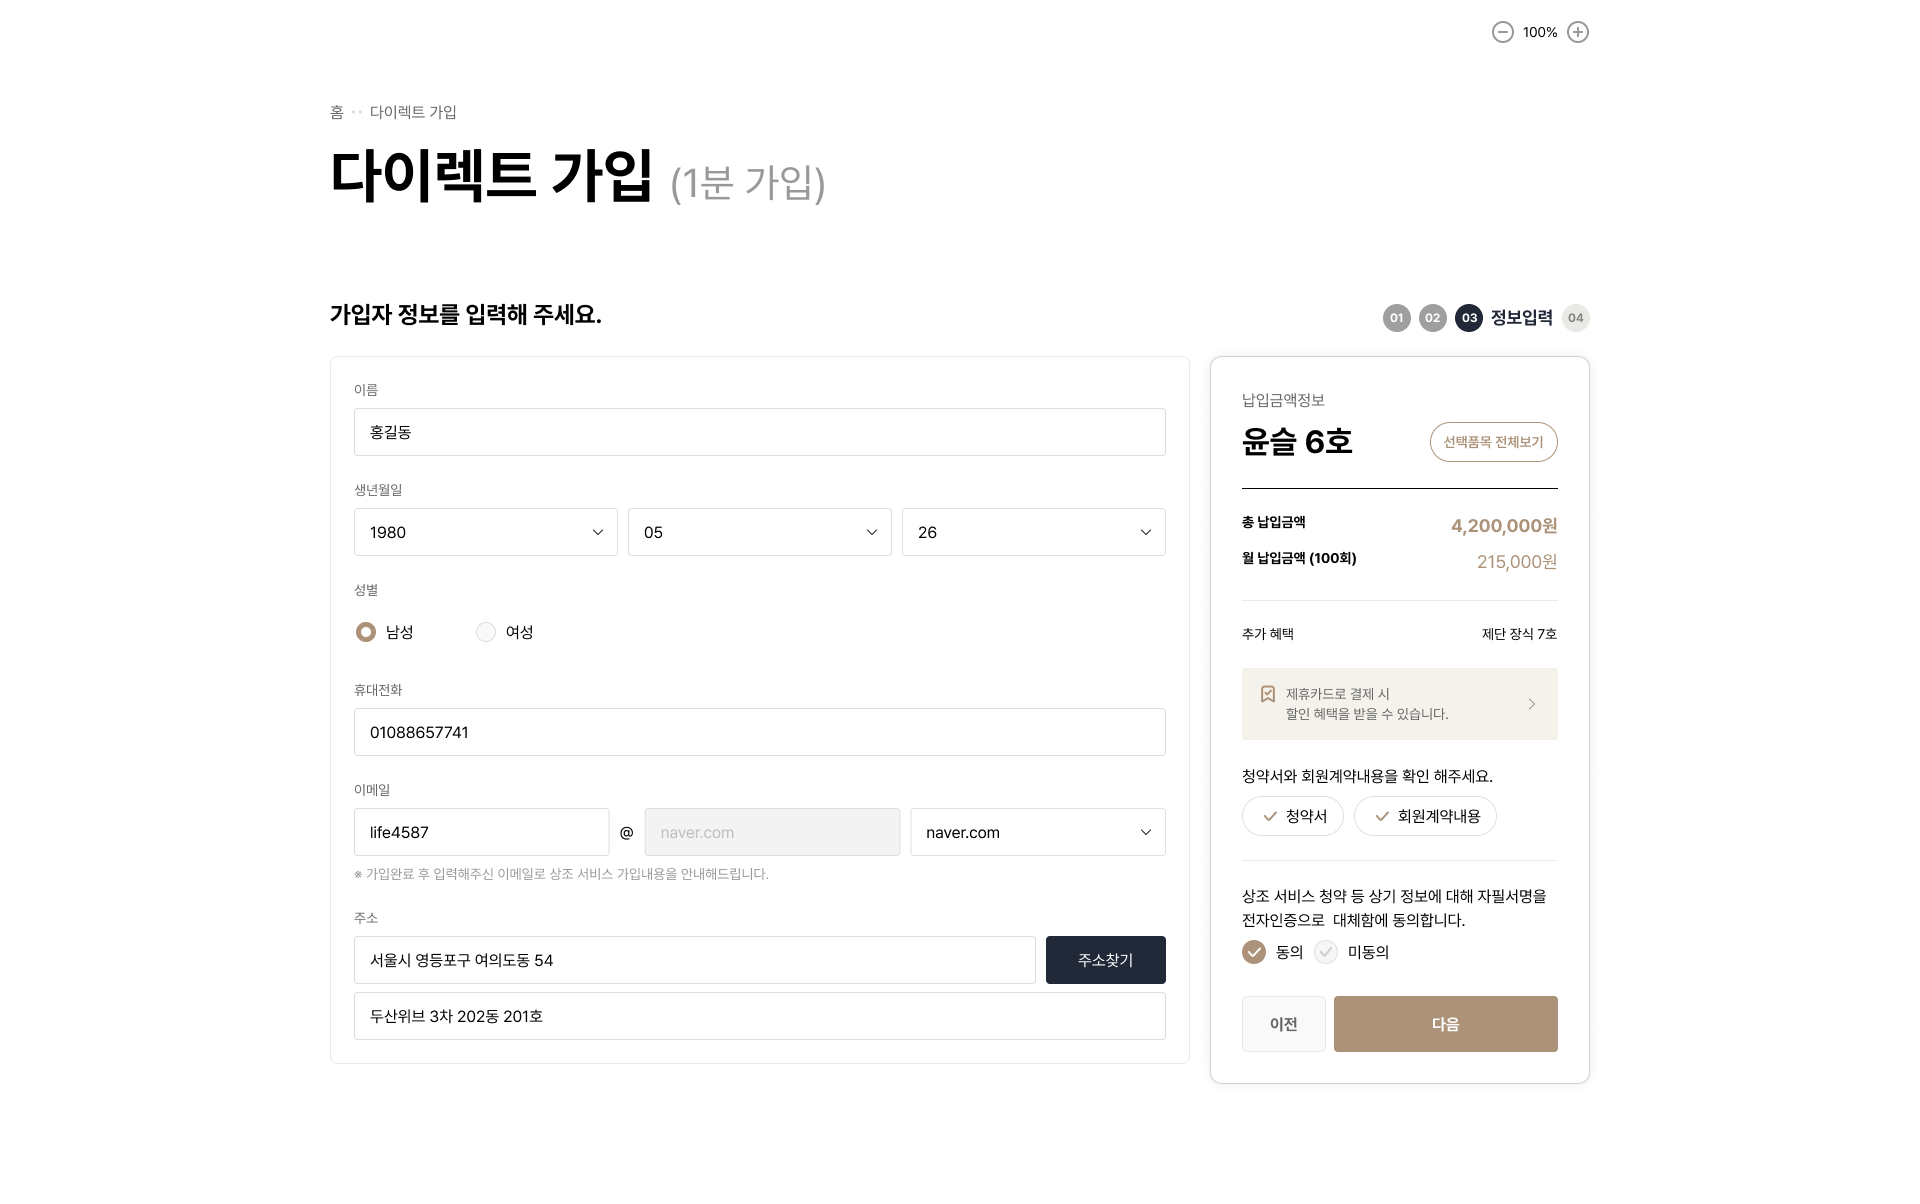 100%
홈 다이렉트 가입
다이렉트 가입 (1분 가입)
가입자 정보를 입력해 주세요.
01 02 03 정보입력 04
이름
홍길동
생년월일
1980 05 26
성별
남성 여성
휴대전화
01088657741
이메일
life4587 @ naver.com naver.com
※ 가입완료 후 입력해주신 이메일로 상조 서비스 가입내용을 안내해드립니다.
주소
서울시 영등포구 여의도동 54 주소찾기
두산위브 3차 202동 201호
납입금액정보
윤슬 6호 선택품목 전체보기
총 납입금액 4,200,000원
월 납입금액 (100회) 215,000원
추가 혜택 제단 장식 7호
제휴카드로 결제 시
할인 혜택을 받을 수 있습니다.
청약서와 회원계약내용을 확인 해주세요.
청약서 회원계약내용
상조 서비스 청약 등 상기 정보에 대해 자필서명을
전자인증으로  대체함에 동의합니다.
동의 미동의
이전 다음